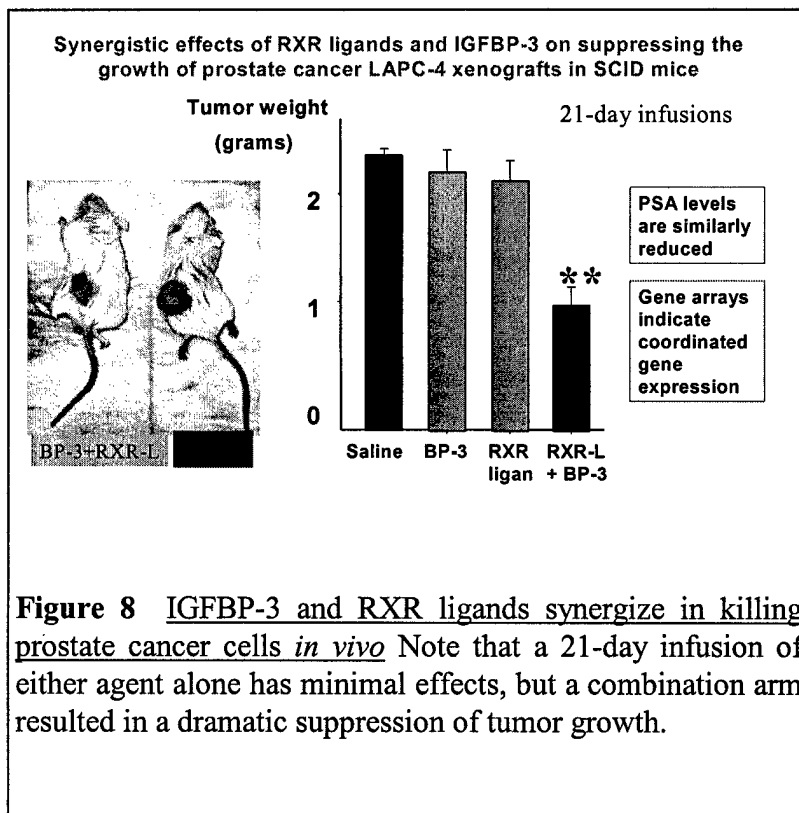 Synergistic effects of RXR ligands and IGFBP-3 on suppressing the
growth of prostate cancer LAPC-4 xenografts in SCID mice
Tumor weight
(grams)
21-day infusions
2
1
0
**
PSA levels
are similarly
reduced
Gene arrays
indicate
coordinated
gene
expression
BP-3+RXR-L
Saline BP-3 RXR RXR-L
ligan + BP-3
Figure 8 IGFBP-3 and RXR ligands synergize in killing
prostate cancer cells in vivo Note that a 21-day infusion of
either agent alone has minimal effects, but a combination arm
resulted in a dramatic suppression of tumor growth.